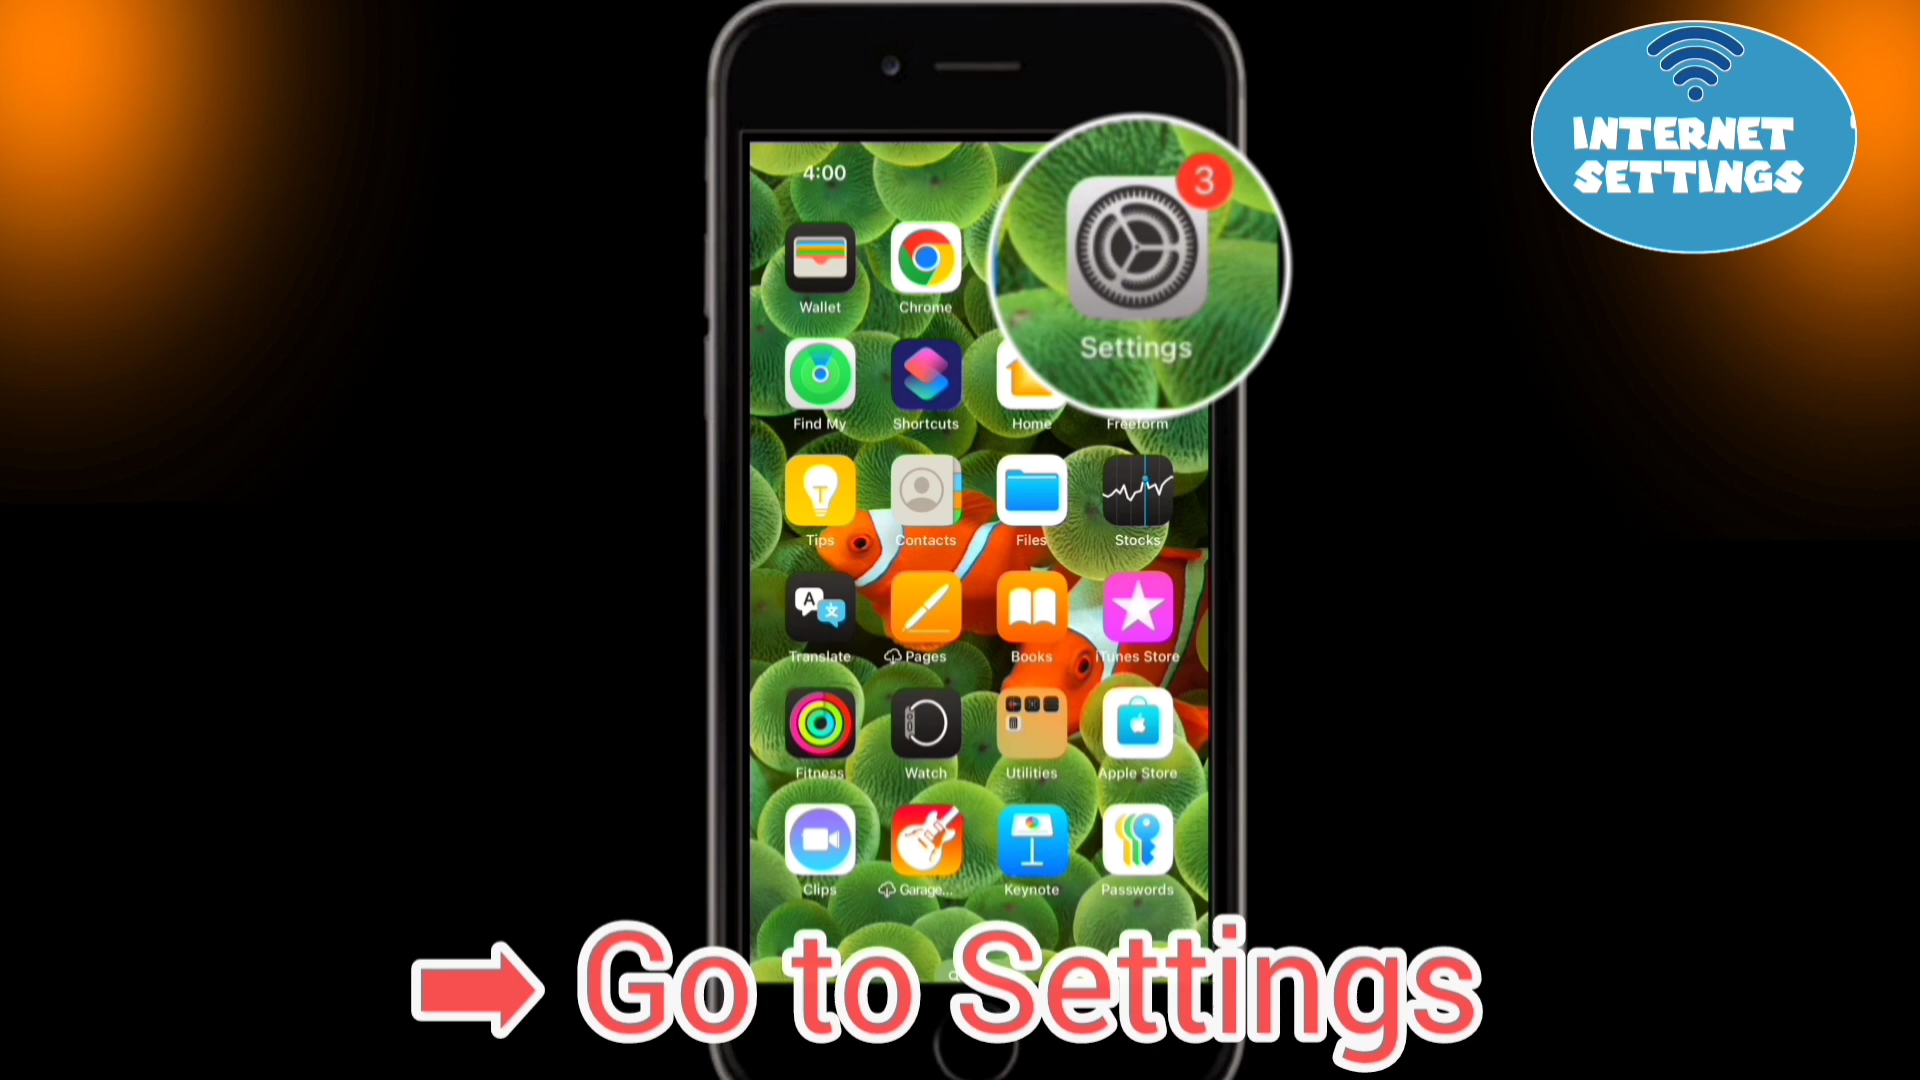 INTERNET
SETTINGS
4:00
3
Settings
Wallet
Chrome
Find My
Shortcuts
Home
Freeform
Tips
Contacts
Files
Stocks
Translate
Pages
Books
iTunes Store
Fitness
Watch
Utilities
Apple Store
Clips
Garage...
Keynote
Passwords
Go to Settings